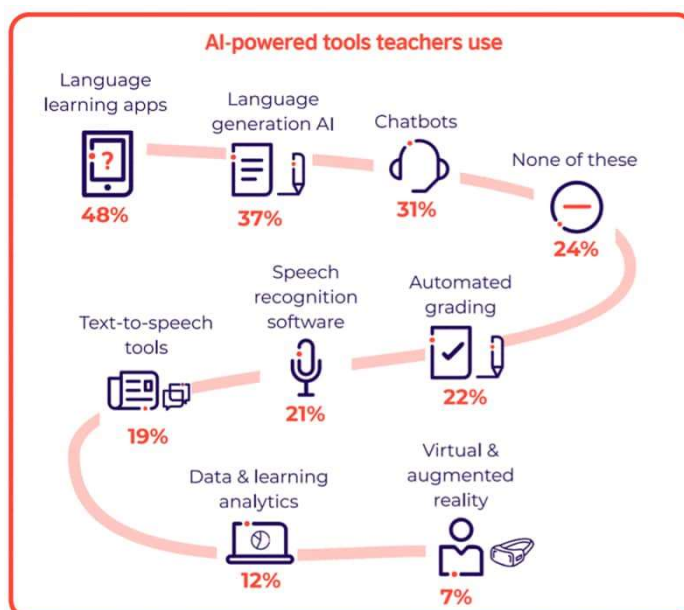 AI-powered tools teachers use
Language
learning apps
?
48%
Language
generation AI
37%
Chatbots
31%
None of these
24%
Automated
grading
22%
Speech
recognition
software
21%
Text-to-speech
tools
19%
Data & learning
analytics
12%
Virtual &
augmented
reality
7%